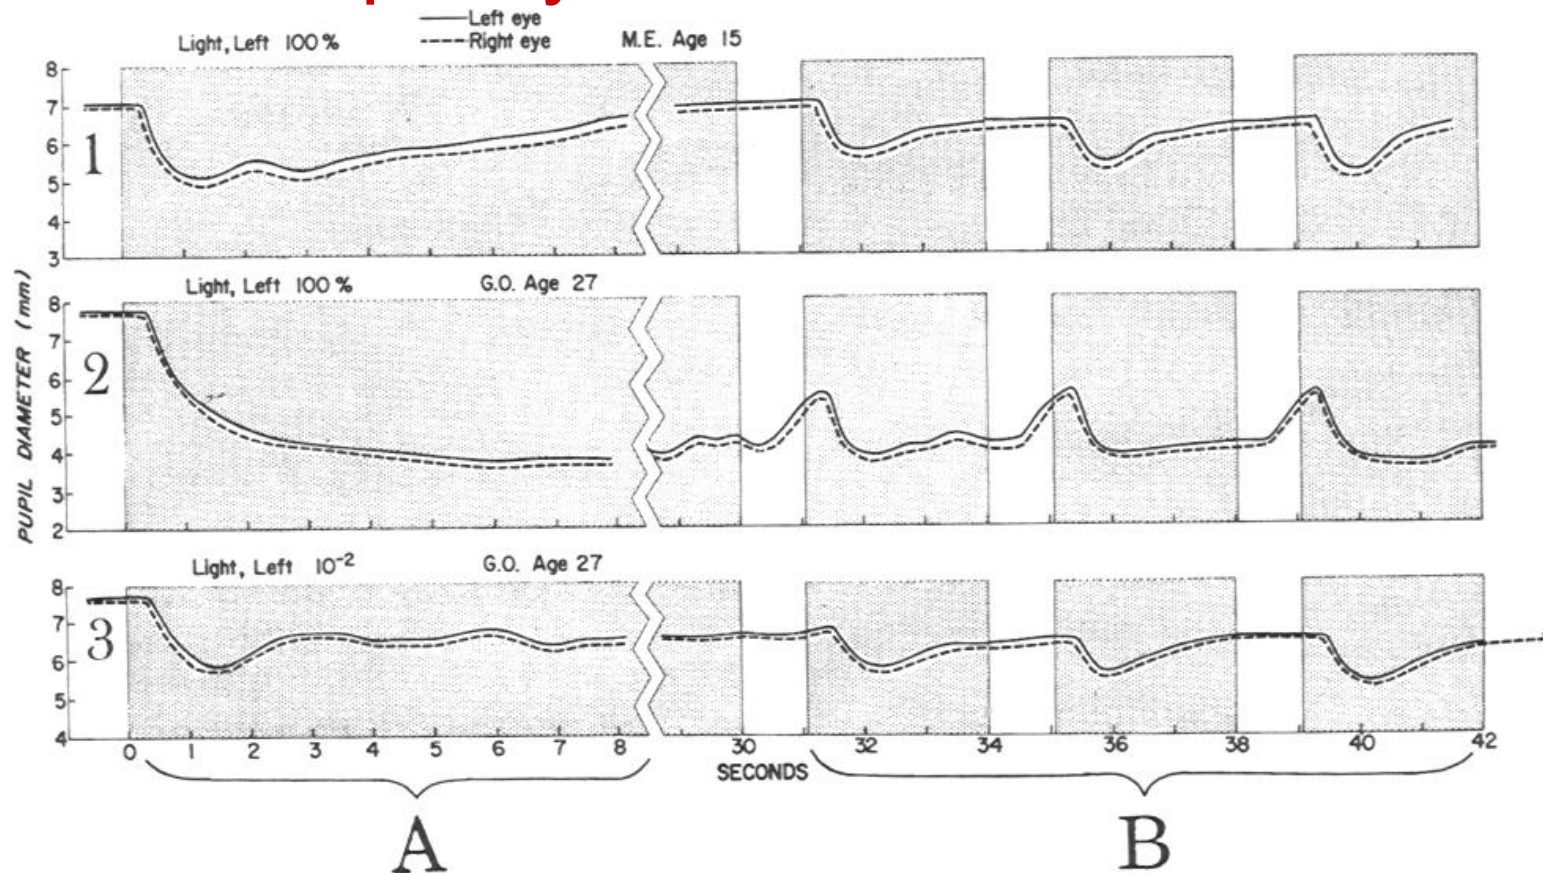 Left eye
Light, Left 100% Right eye M.E. Age 15
8
7
1
6
5
4
3
Light, Left 100% G.O. Age 27
PUPIL DIAMETER (mm)
8
7
2
6
5
4
3
2
Light, Left 10⁻² G.O. Age 27
8
7
3
6
5
4
0 1 2 3 4 5 6 7 8 30 32 34 36 38 40 42
SECONDS
A B